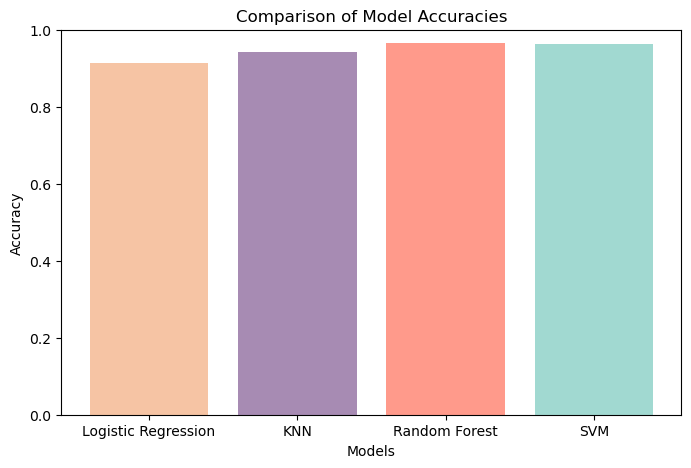 Comparison of Model Accuracies
1.0
0.8
0.6
0.4
0.2
0.0
Accuracy
Logistic Regression KNN Random Forest SVM
Models